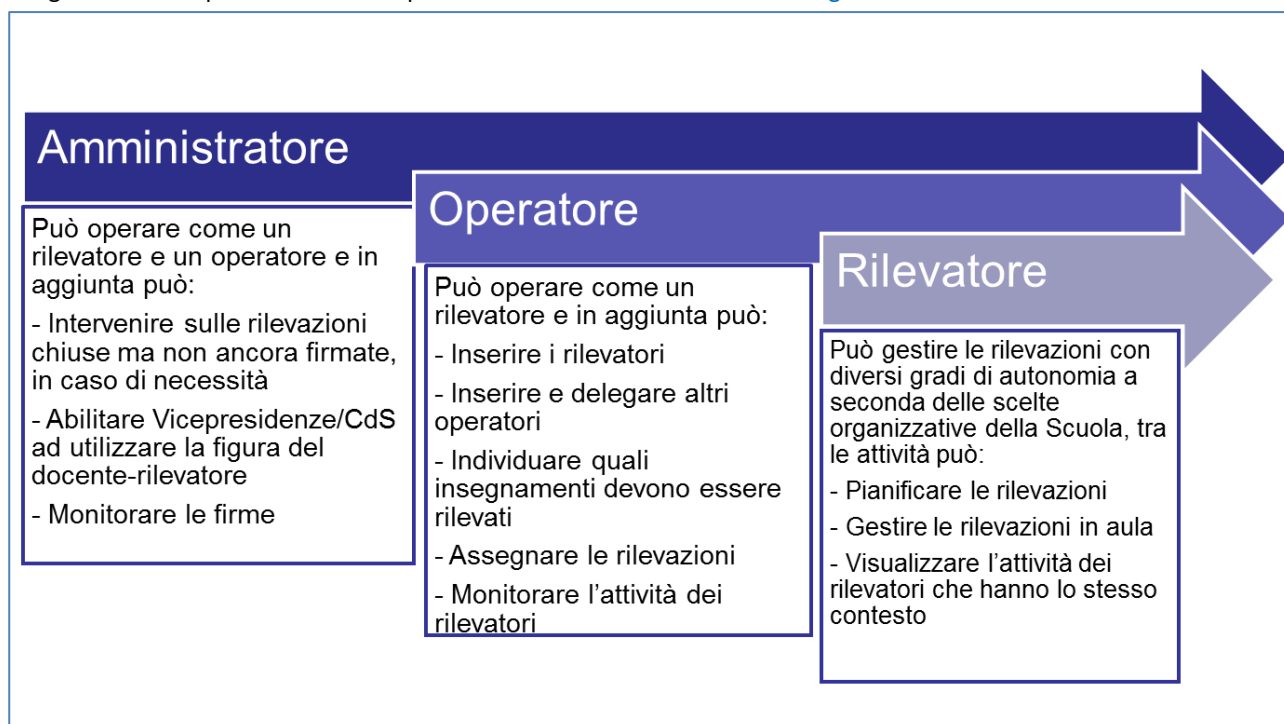 Amministratore
Può operare come un
rilevatore e un operatore e in
aggiunta può:
- Intervenire sulle rilevazioni
chiuse ma non ancora firmate,
in caso di necessità
- Abilitare Vicepresidenze/CdS
ad utilizzare la figura del
docente-rilevatore
- Monitorare le firme
Operatore
Può operare come un
rilevatore e in aggiunta può:
- Inserire i rilevatori
- Inserire e delegare altri
operatori
- Individuare quali
insegnamenti devono essere
rilevati
- Assegnare le rilevazioni
- Monitorare l'attività dei
rilevatori
Rilevatore
Può gestire le rilevazioni con
diversi gradi di autonomia a
seconda delle scelte
organizzative della Scuola, tra
le attività può:
- Pianificare le rilevazioni
- Gestire le rilevazioni in aula
- Visualizzare l'attività dei
rilevatori che hanno lo stesso
contesto